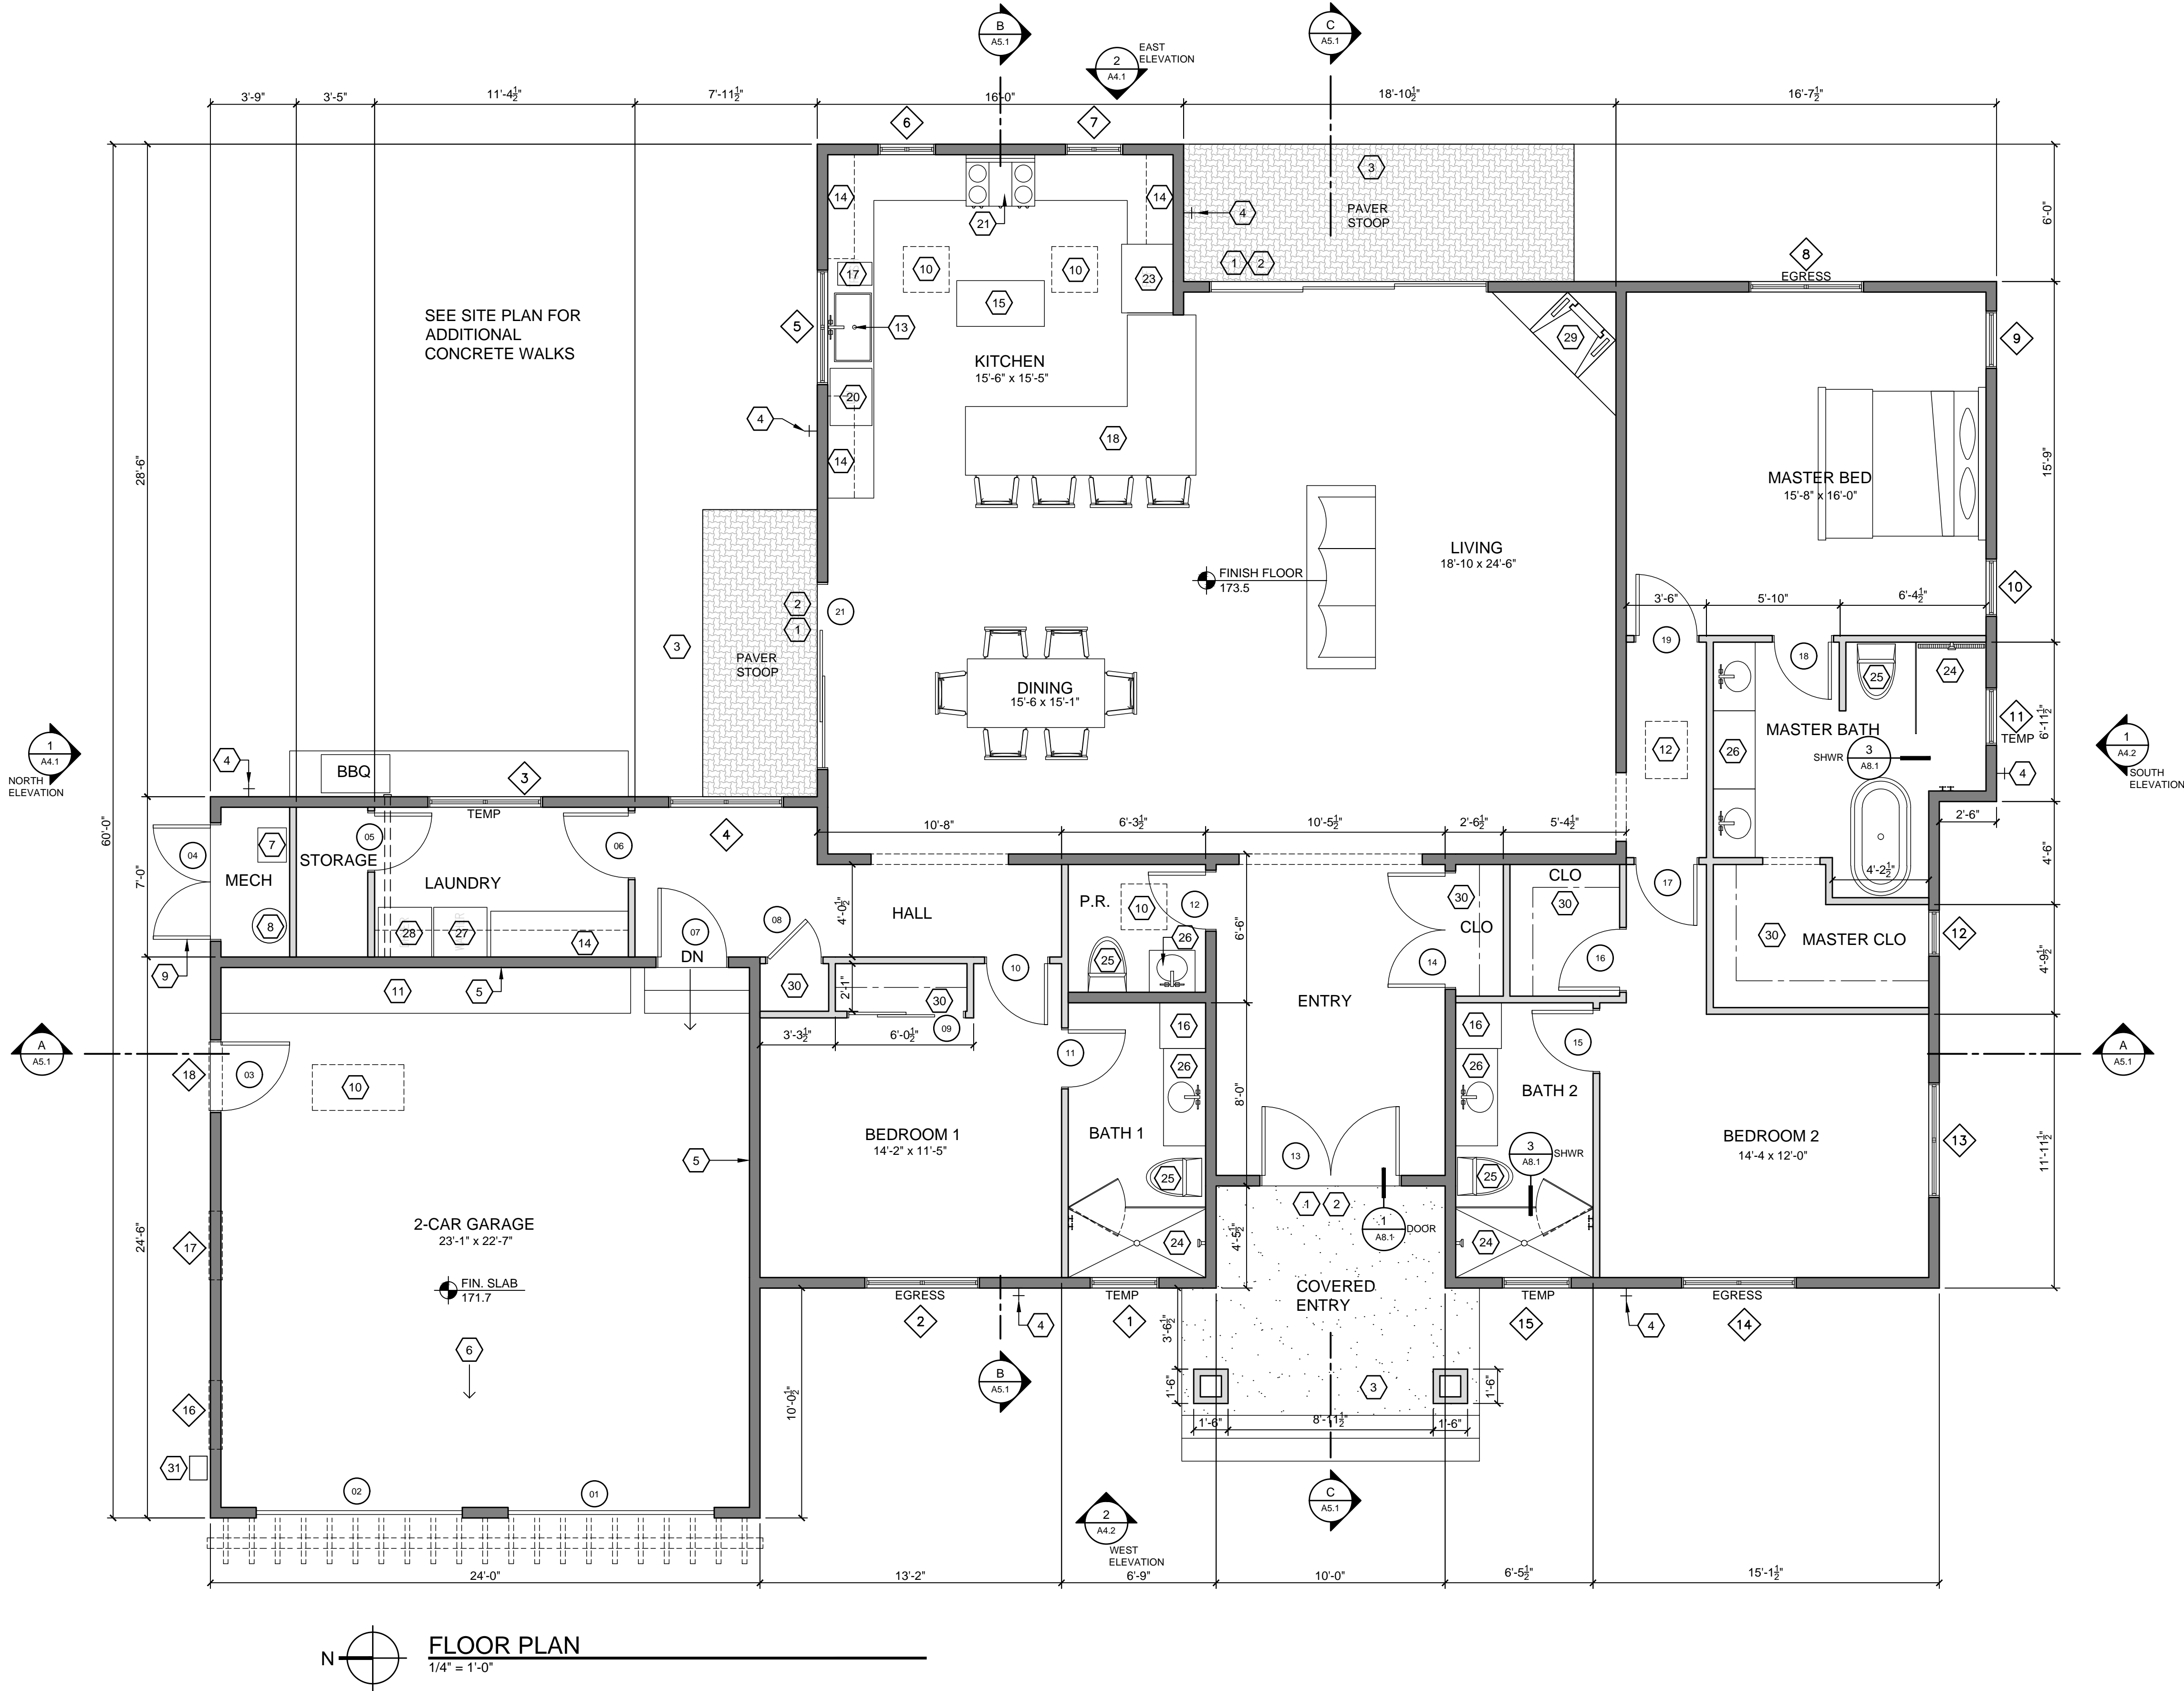 B
A5.1
C
A5.1
2
A4.1
EAST
ELEVATION
3'-9"
3'-5"
11'-4½"
7'-11½"
16'-0"
18'-10½"
16'-7½"
6
7
3
PAVER
STOOP
14
14
4
21
1
2
10
10
17
23
15
13
5
8
EGRESS
9
6'-0"
SEE SITE PLAN FOR
ADDITIONAL
CONCRETE WALKS
KITCHEN
15'-6" x 15'-5"
29
20
4
18
14
28'-6"
15'-9"
MASTER BED
15'-8" x 16'-0"
LIVING
18'-10 x 24'-6"
FINISH FLOOR
173.5
10
3'-6"
5'-10"
6'-4½"
2
1
21
3
PAVER
STOOP
19
18
25
24
DINING
15'-6 x 15'-1"
11
TEMP
6'-11½"
MASTER BATH
12
26
SHWR
3
A8.1
4
1
A4.1
NORTH
ELEVATION
1
A4.2
SOUTH
ELEVATION
4
BBQ
3
TEMP
4
60'-0"
2'-6"
10'-8"
6'-3½"
10'-5½"
2'-6½"
5'-4½"
05
06
04
7
STORAGE
MECH
LAUNDRY
7'-0"
4'-6"
4'-2½"
CLO
17
P.R.
10
12
30
30
CLO
HALL
4'-0½"
08
07
DN
8
28
27
14
26
25
6'-6"
30
MASTER CLO
12
4'-9½"
9
11
5
30
2'-1"
30
09
10
14
16
ENTRY
A
A5.1
A
A5.1
3'-3½"
6'-0½"
11
16
16
15
18
03
10
26
26
8'-0"
BATH 1
BATH 2
BEDROOM 1
14'-2" x 11'-5"
BEDROOM 2
14'-4 x 12'-0"
13
11'-11½"
5
13
3
A8.1
SHWR
25
25
1
2
1
A8.1
DOOR
24'-6"
2-CAR GARAGE
23'-1" x 22'-7"
17
24
24
4'-5½"
FIN. SLAB
171.7
COVERED
ENTRY
EGRESS
TEMP
TEMP
EGRESS
2
4
1
15
4
14
3'-6½"
6
B
A5.1
3
1'-6"
1'-6"
10'-0½"
16
1'-6"
8'-11½"
1'-6"
31
02
01
C
A5.1
2
A4.2
WEST
ELEVATION
24'-0"
13'-2"
6'-9"
10'-0"
6'-5½"
15'-1½"
N
FLOOR PLAN
1/4" = 1'-0"